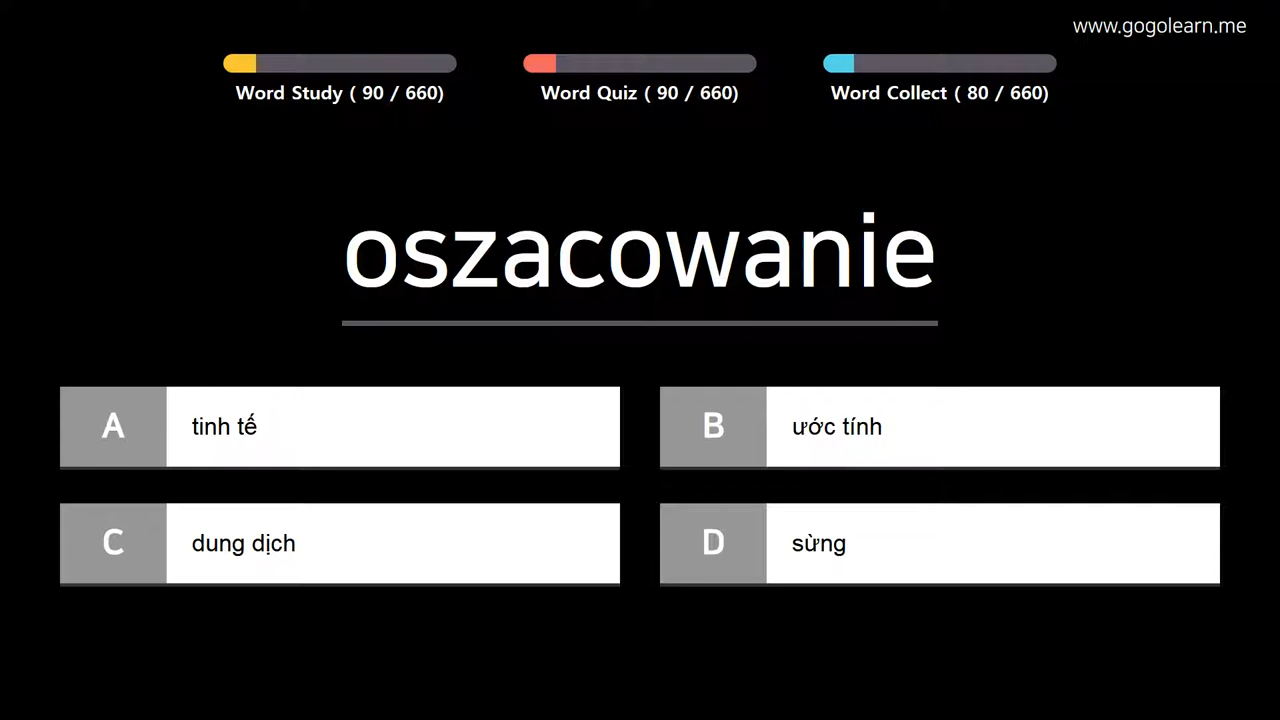 www.gogolearn.me
Word Study ( 90 / 660)
Word Quiz ( 90 / 660)
Word Collect ( 80 / 660)
oszacowanie
A tinh tế
B ước tính
C dung dịch
D sừng